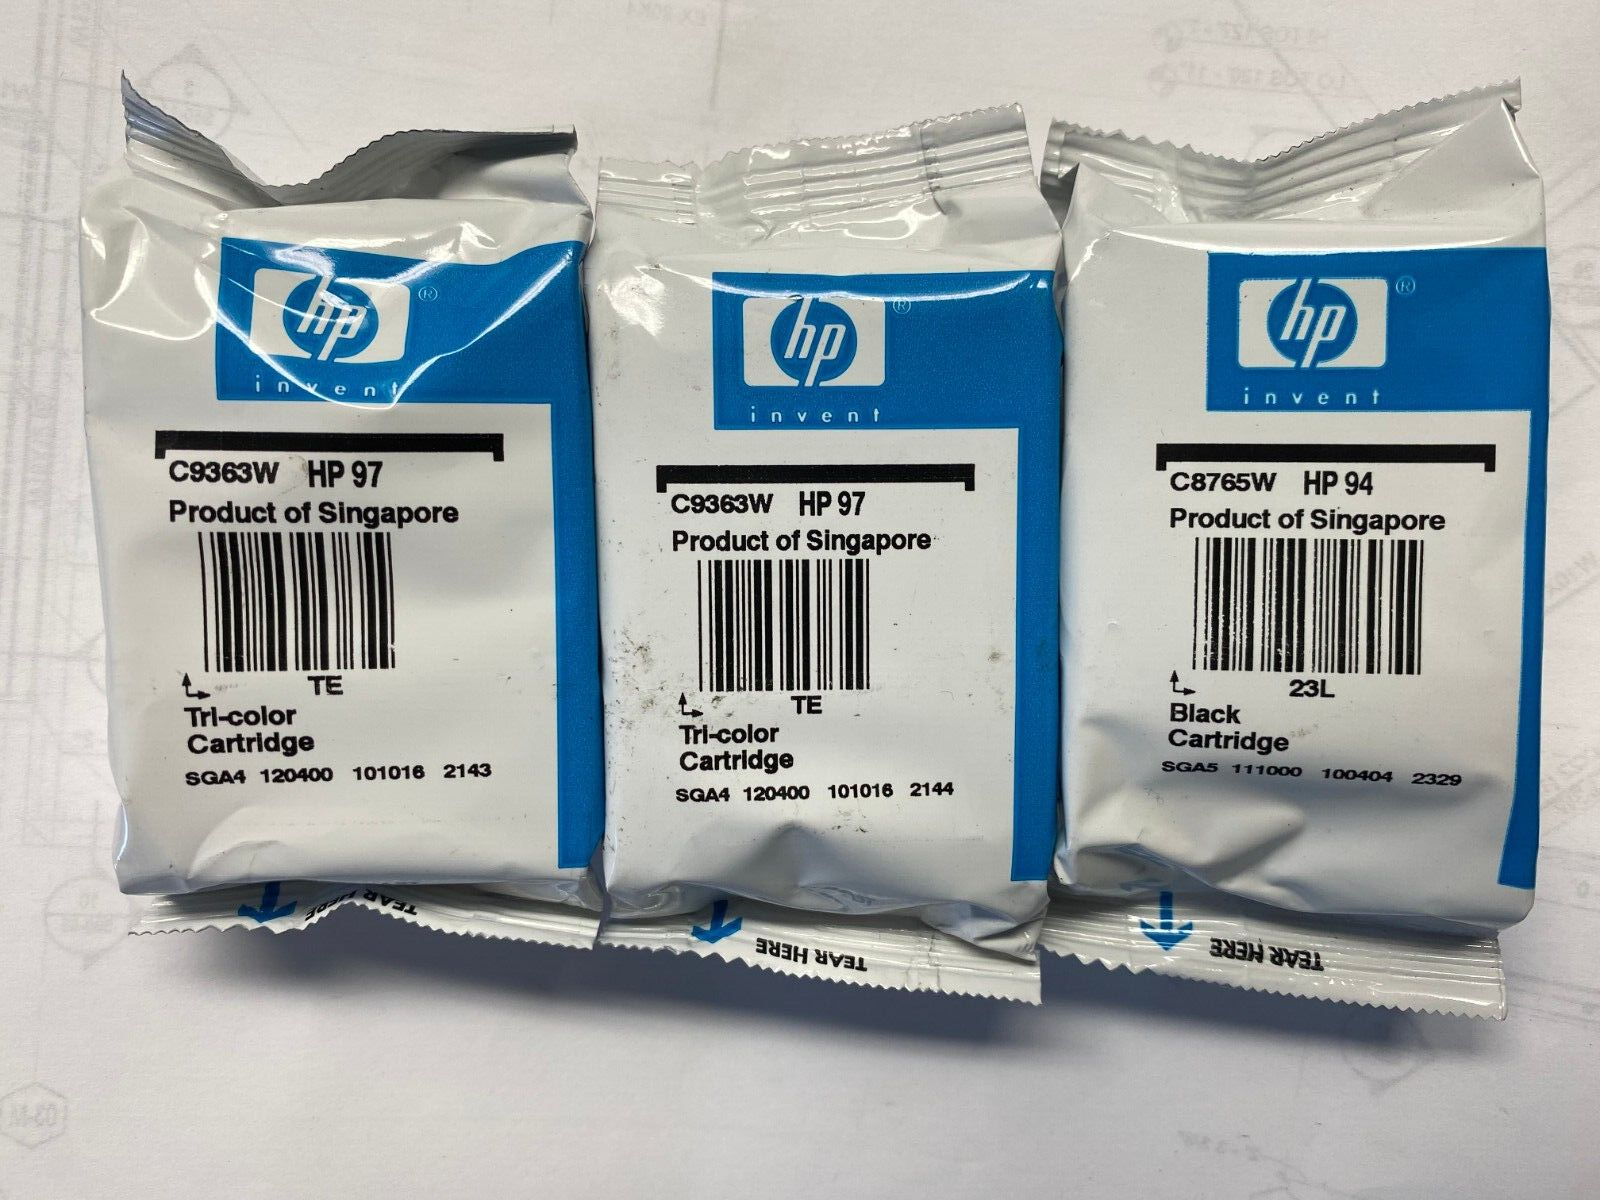 hp ®
invent
C9363W HP 97
Product of Singapore
TE
Tri-color
Cartridge
SGA4 120400 101016 2143
TEAR HERE
hp ®
invent
C9363W HP 97
Product of Singapore
TE
Tri-color
Cartridge
SGA4 120400 101016 2144
TEAR HERE
hp ®
invent
C8765W HP 94
Product of Singapore
23L
Black
Cartridge
SGA5 111000 100404 2329
TEAR HERE